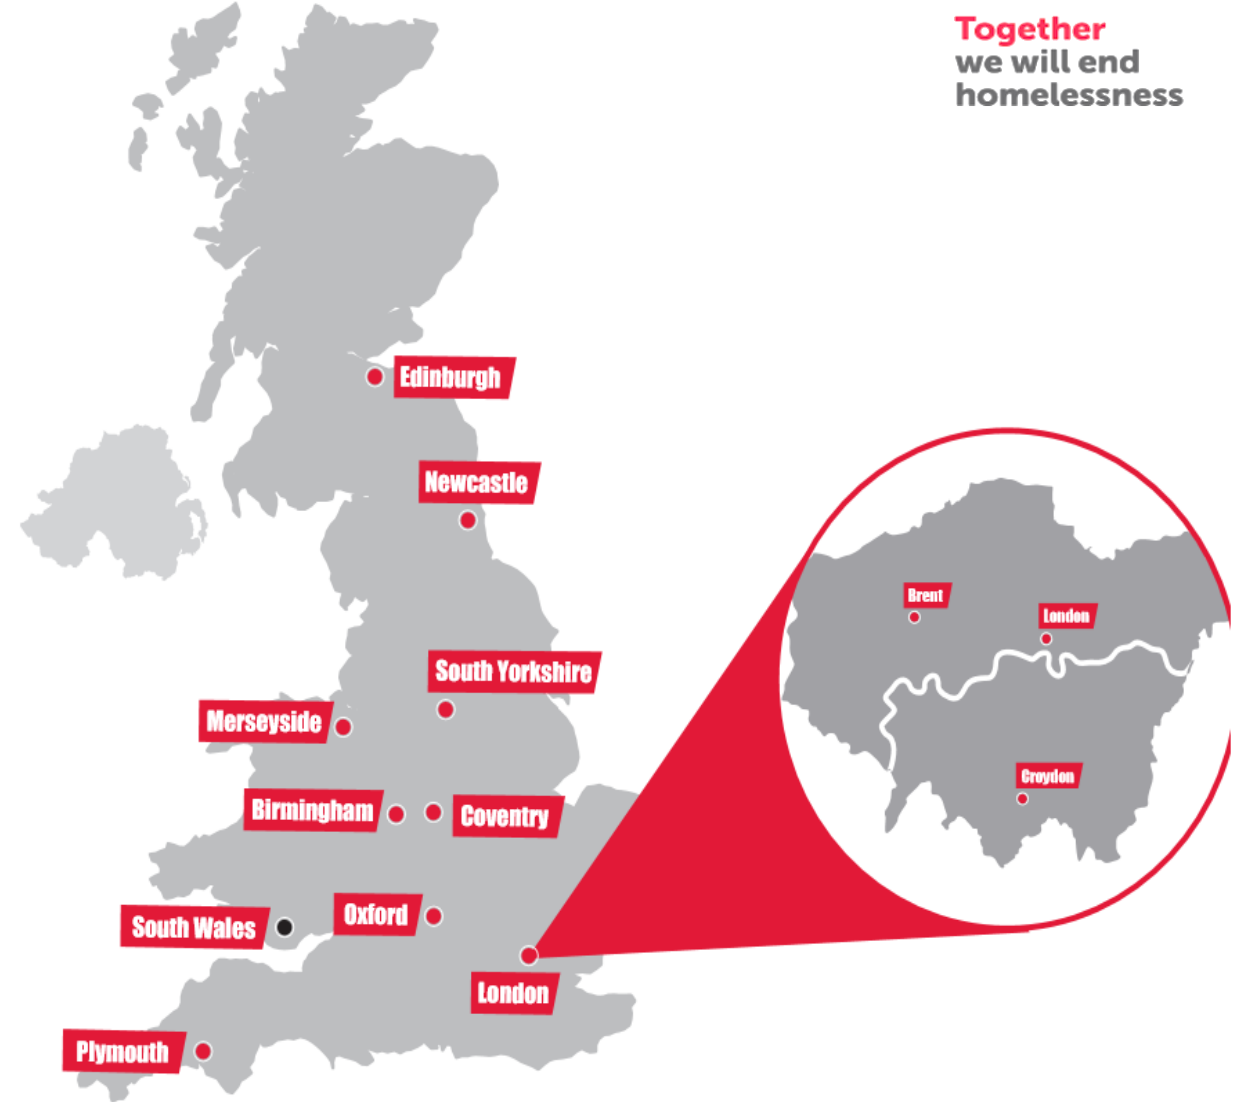 Together
we will end
homelessness
Edinburgh
Newcastle
South Yorkshire
Merseyside
Birmingham
Coventry
South Wales
Oxford
London
Plymouth
Brent
London
Croydon